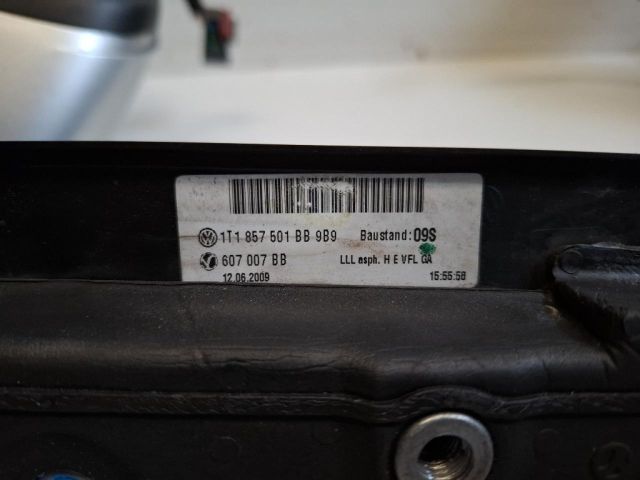 1T1 857 501 BB 9B9 Baustand: 09S
607 007 BB LLL asph. H E VFL GA
12.06.2009 15:55:58